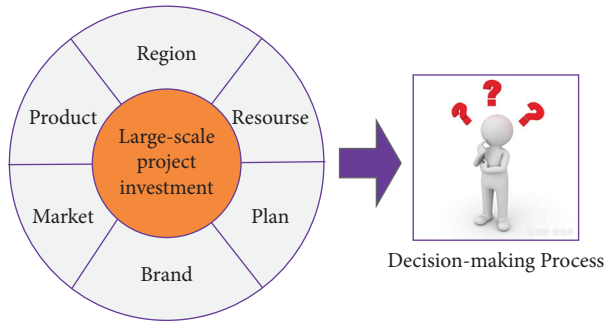 Region
Product
Resourse
Large-scale
project
investment
Market
Plan
Brand
? ? ?
Decision-making Process